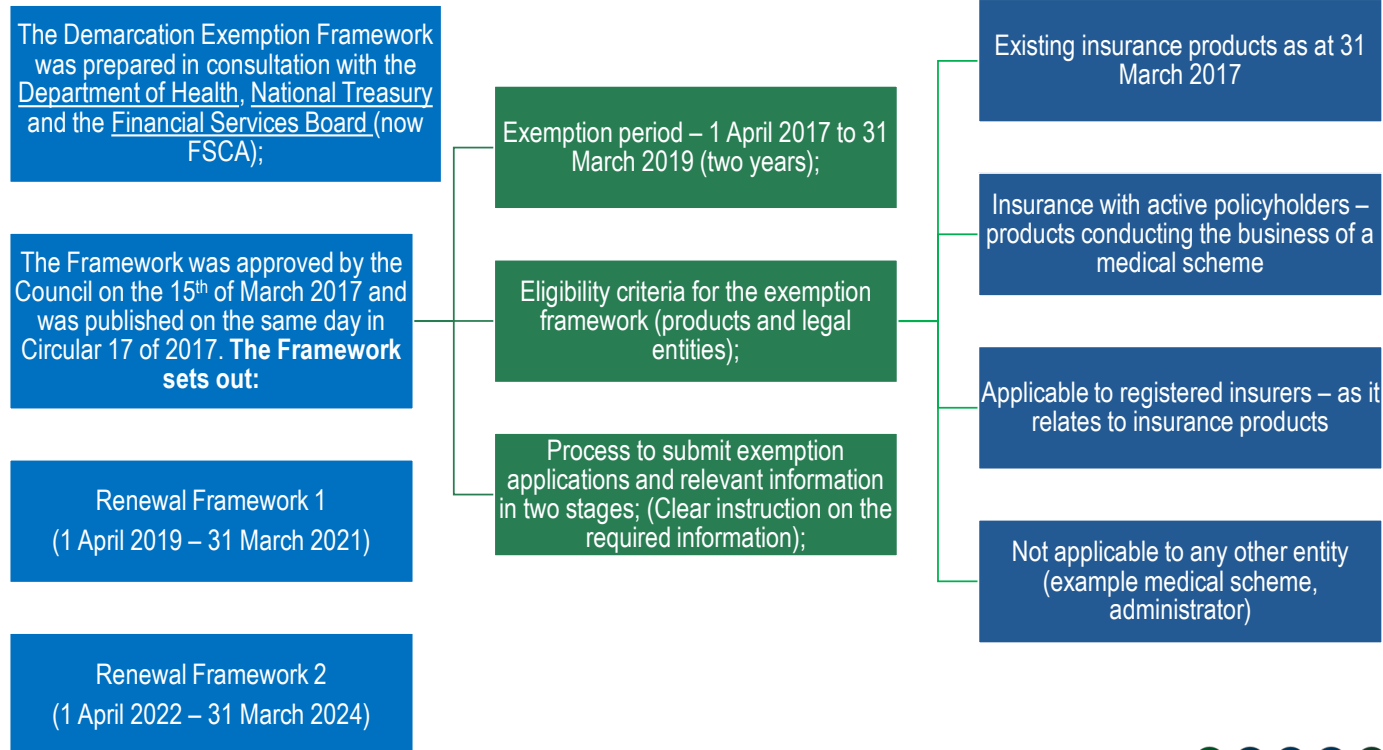 The Demarcation Exemption Framework
was prepared in consultation with the
Department of Health, National Treasury
and the Financial Services Board (now
FSCA);
The Framework was approved by the
Council on the 15th of March 2017 and
was published on the same day in
Circular 17 of 2017. The Framework
sets out:
Renewal Framework 1
(1 April 2019 – 31 March 2021)
Renewal Framework 2
(1 April 2022 – 31 March 2024)
Exemption period – 1 April 2017 to 31
March 2019 (two years);
Eligibility criteria for the exemption
framework (products and legal
entities);
Process to submit exemption
applications and relevant information
in two stages; (Clear instruction on the
required information);
Existing insurance products as at 31
March 2017
Insurance with active policyholders –
products conducting the business of a
medical scheme
Applicable to registered insurers – as it
relates to insurance products
Not applicable to any other entity
(example medical scheme,
administrator)